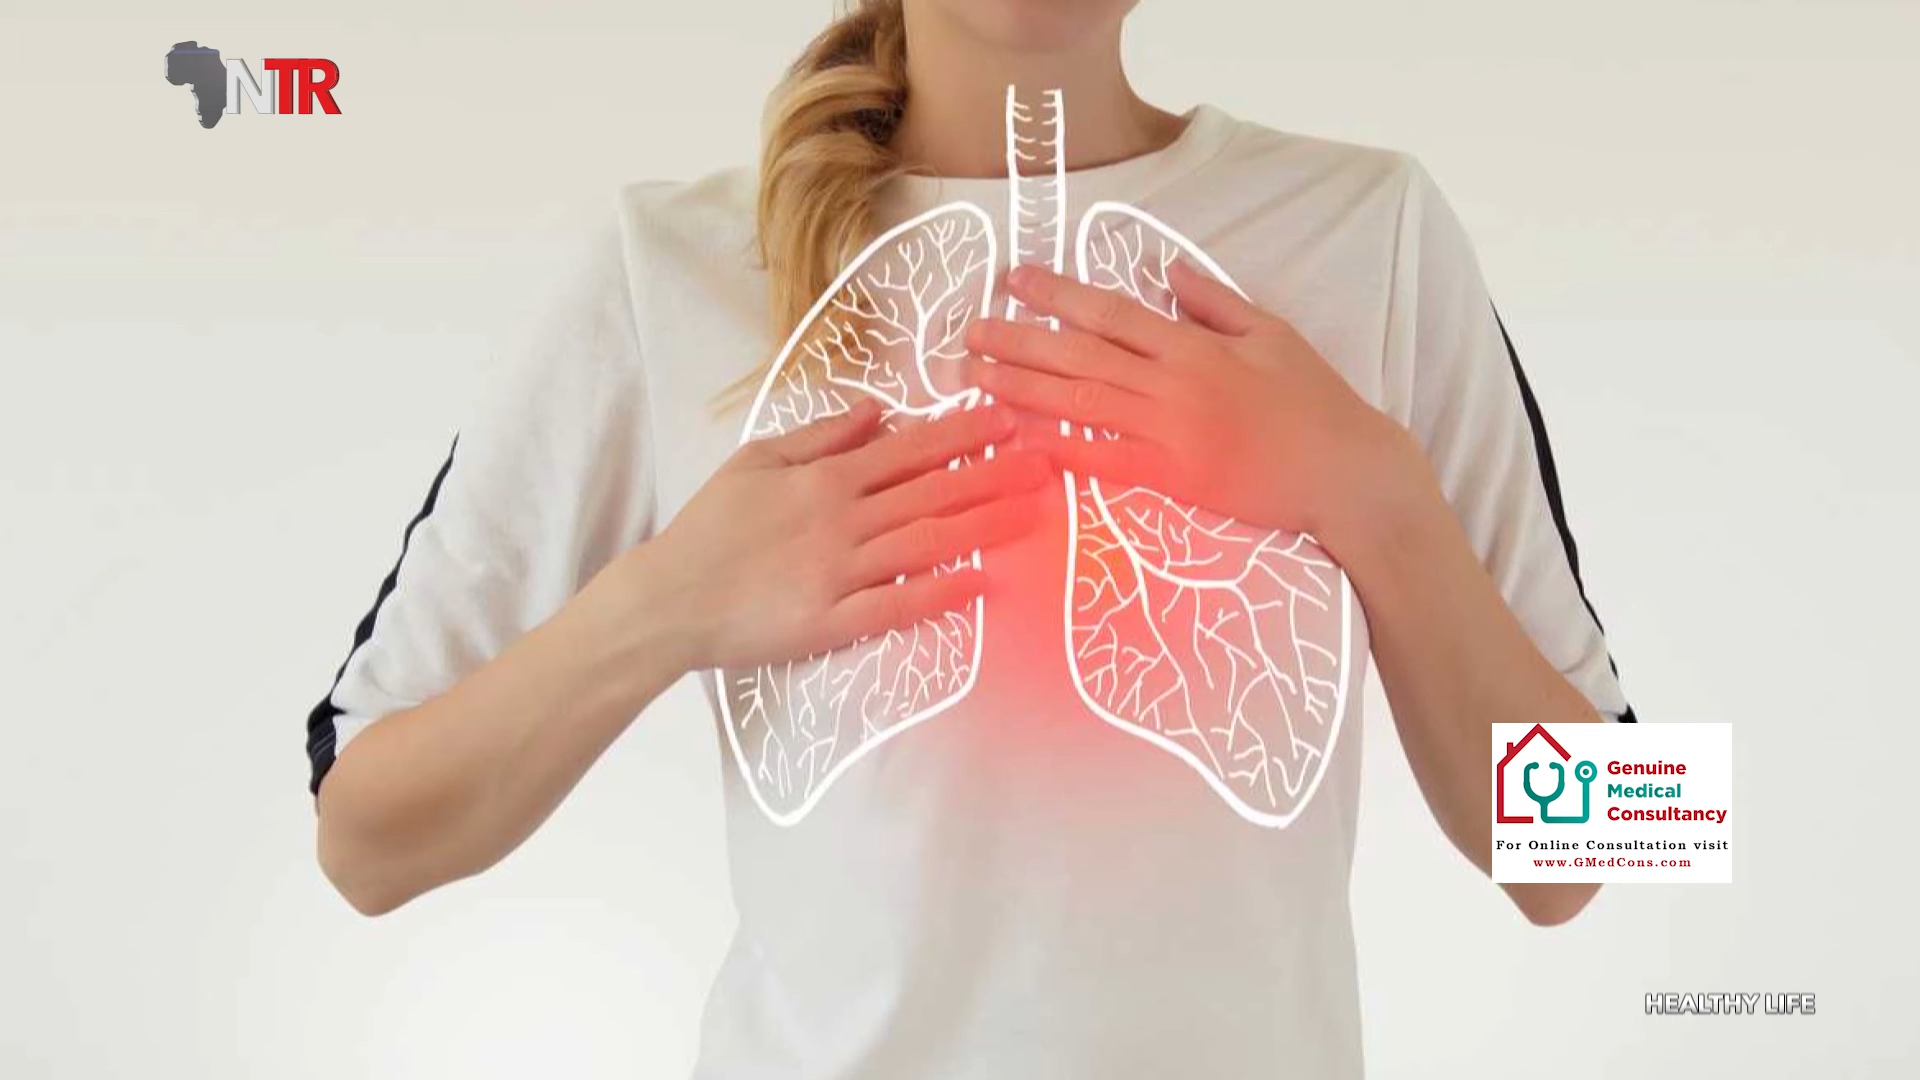 NTR
Genuine
Medical
Consultancy
For Online Consultation visit
www.GMedCons.com
HEALTHY LIFE